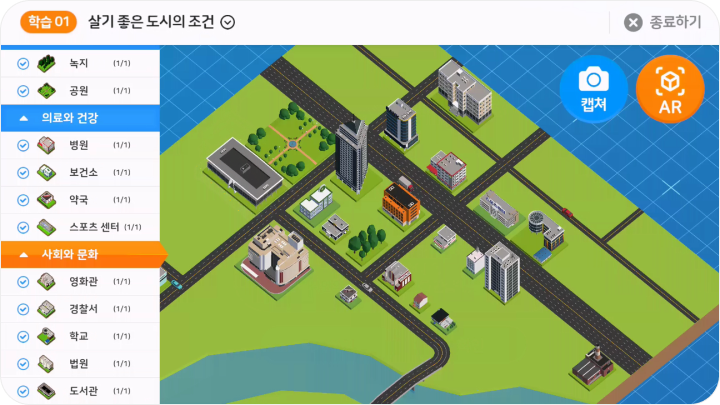 학습 01 살기 좋은 도시의 조건
종료하기
녹지 (1/1)
공원 (1/1)
의료와 건강
병원 (1/1)
보건소 (1/1)
약국 (1/1)
스포츠 센터 (1/1)
사회와 문화
영화관 (1/1)
경찰서 (1/1)
학교 (1/1)
법원 (1/1)
도서관 (1/1)
캡쳐
AR